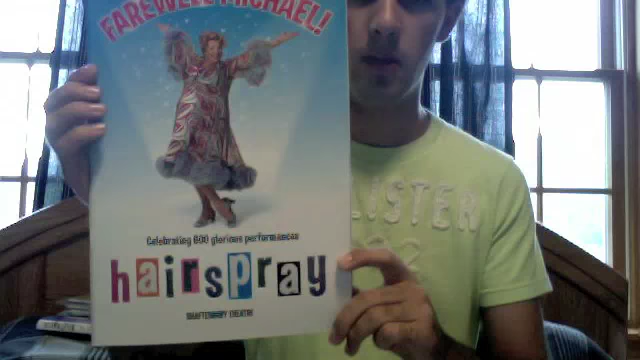 FAREWELL MICHAEL!
Celebrating 600 glorious performances
hairspray
SHAFTESBURY THEATRE
LISTER